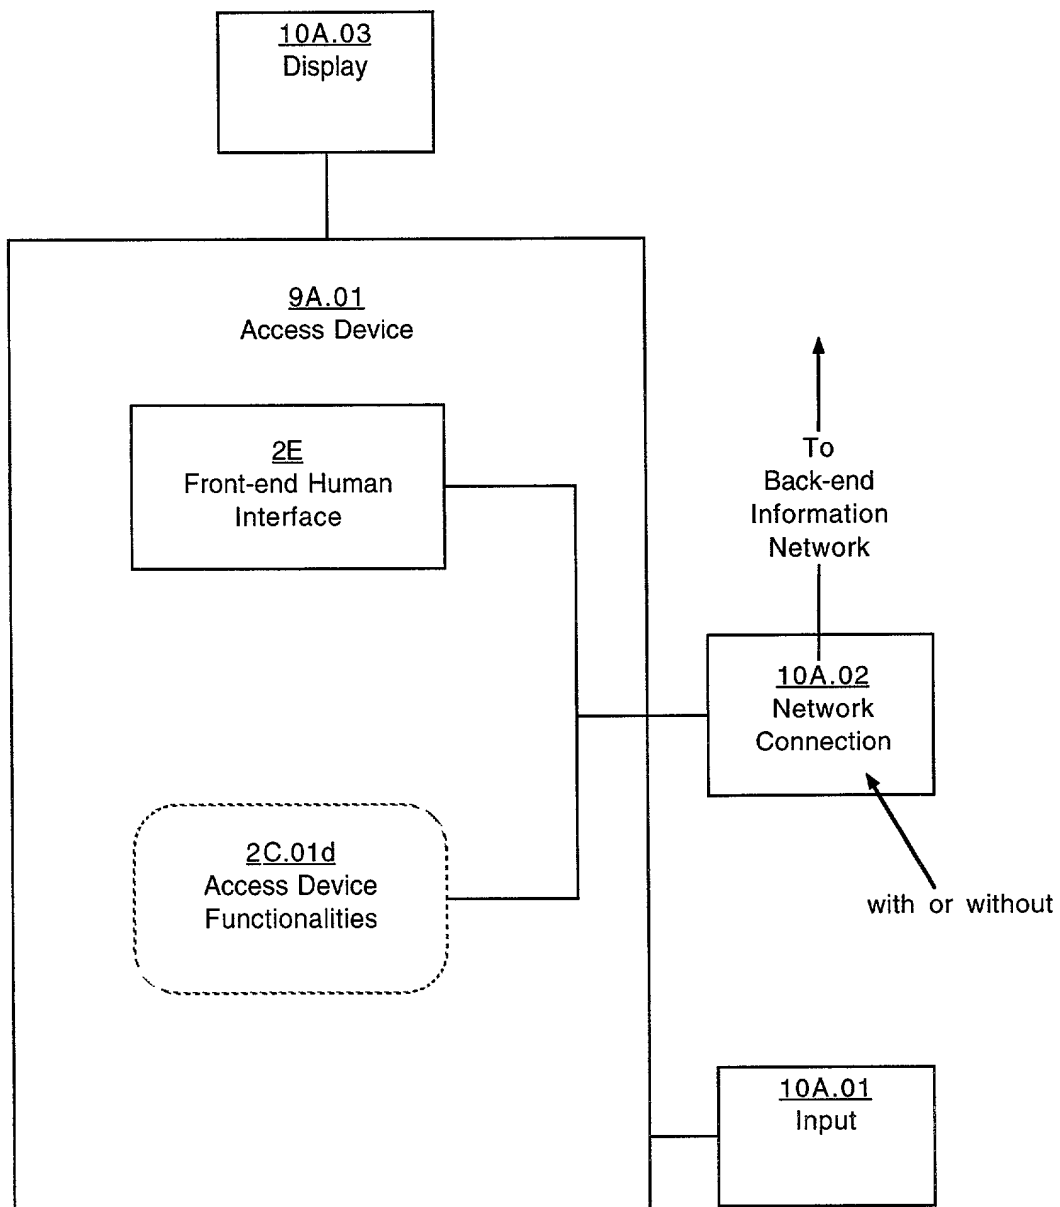 10A.03
Display
9A.01
Access Device
2E
Front-end Human
Interface
To
Back-end
Information
Network
10A.02
Network
Connection
2C.01d
Access Device
Functionalities
with or without
10A.01
Input